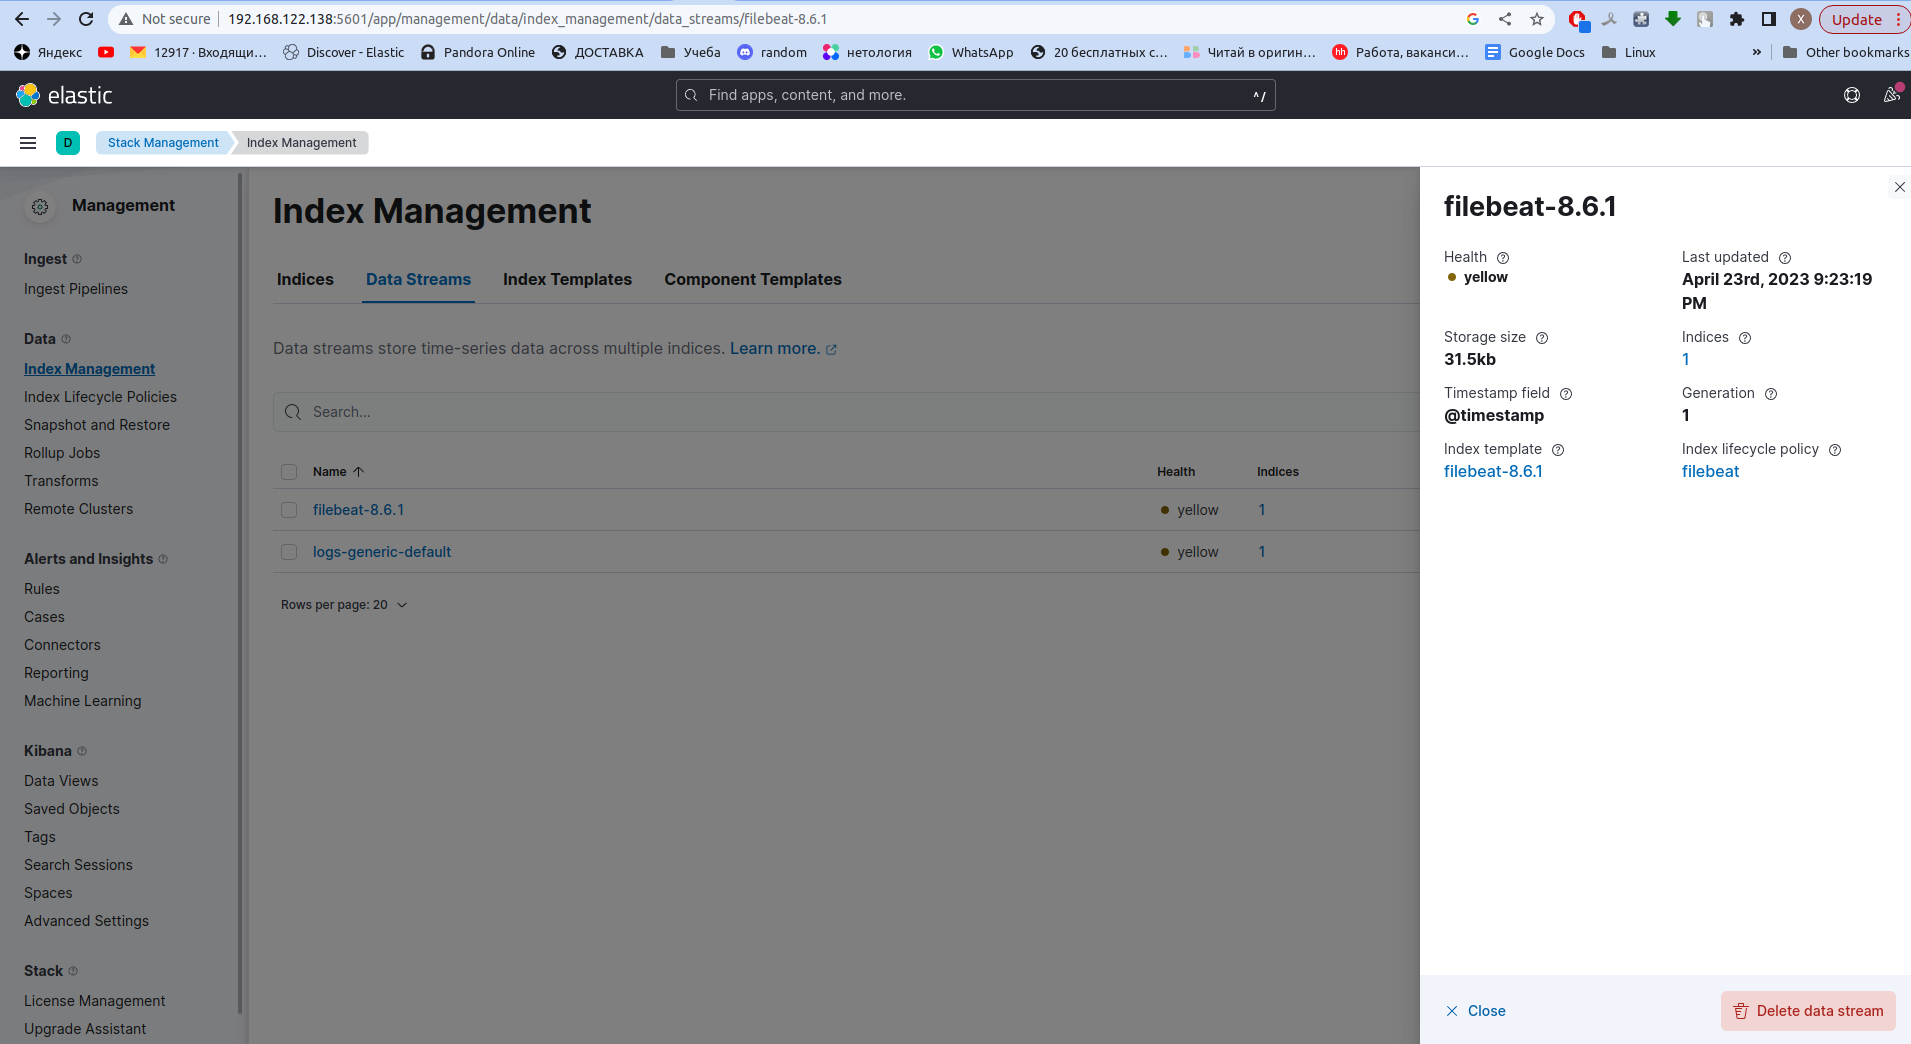 Not secure 192.168.122.138:5601/app/management/data/index_management/data_streams/filebeat-8.6.1 X Update
Яндекс 12917 · Входящи... Discover - Elastic Pandora Online ДОСТАВКА Учеба random нетология WhatsApp 20 бесплатных с... Читай в оригин... hh Работа, ваканси... Google Docs Linux » Other bookmarks
elastic Find apps, content, and more. ^/
D Stack Management Index Management
Management
Ingest
Ingest Pipelines
Data
Index Management
Index Lifecycle Policies
Snapshot and Restore
Rollup Jobs
Transforms
Remote Clusters
Alerts and Insights
Rules
Cases
Connectors
Reporting
Machine Learning
Kibana
Data Views
Saved Objects
Tags
Search Sessions
Spaces
Advanced Settings
Stack
License Management
Upgrade Assistant
Index Management
Indices Data Streams Index Templates Component Templates
Data streams store time-series data across multiple indices. Learn more.
Search...
Name Health Indices
filebeat-8.6.1 yellow 1
logs-generic-default yellow 1
Rows per page: 20
filebeat-8.6.1
Health
yellow
Last updated
April 23rd, 2023 9:23:19
PM
Storage size
31.5kb
Indices
1
Timestamp field
@timestamp
Generation
1
Index template
filebeat-8.6.1
Index lifecycle policy
filebeat
Close Delete data stream